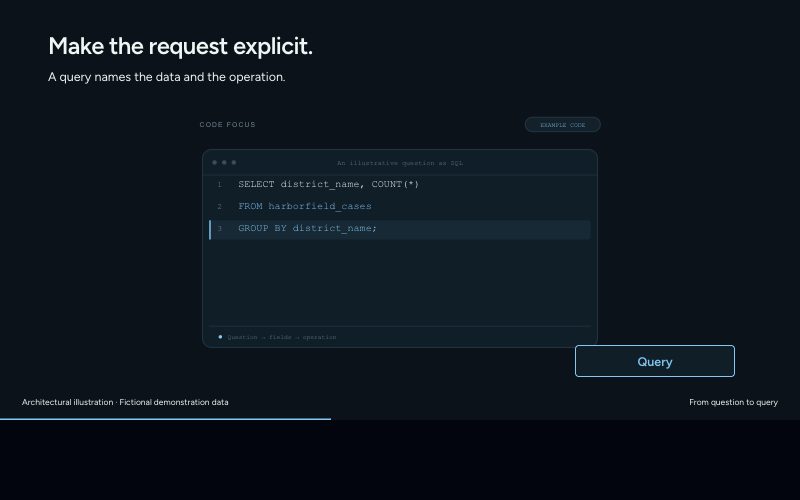 Make the request explicit.
A query names the data and the operation.
CODE FOCUS
EXAMPLE CODE
An illustrative question as SQL
1 SELECT district_name, COUNT(*)
2 FROM harborfield_cases
3 GROUP BY district_name;
Question → fields → operation
Query
Architectural illustration · Fictional demonstration data
From question to query